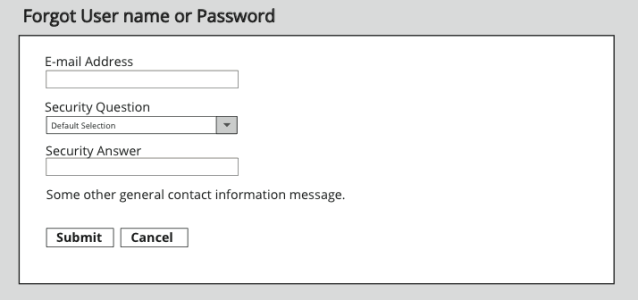 Forgot User name or Password
E-mail Address
Security Question
Default Selection
Security Answer
Some other general contact information message.
Submit Cancel